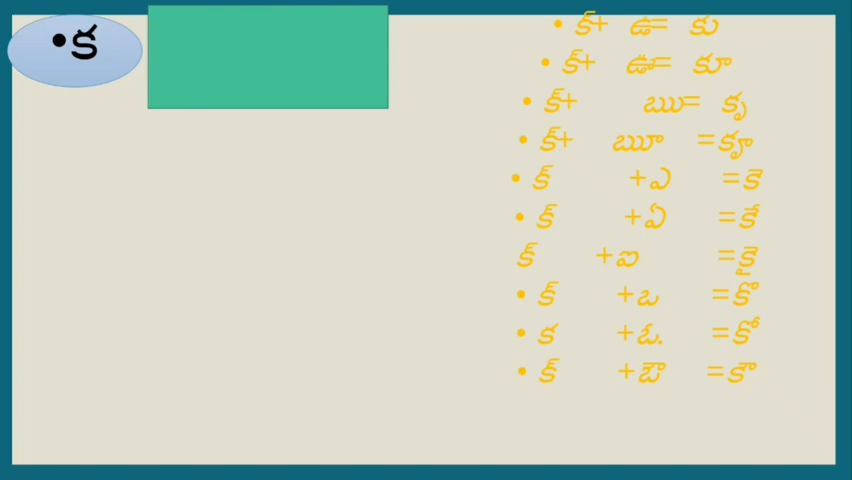 •క
• క్+ ఉ= కు
• క్+ ఊ= కూ
• క్+ ఋ= కృ
• క్+ ౠ =కౄ
• క్ +ఎ =కె
• క్ +ఏ =కే
క్ +ఐ =కై
• క్ +ఒ =కొ
• క +ఓ. =కో
• క్ +ఔ =కౌ